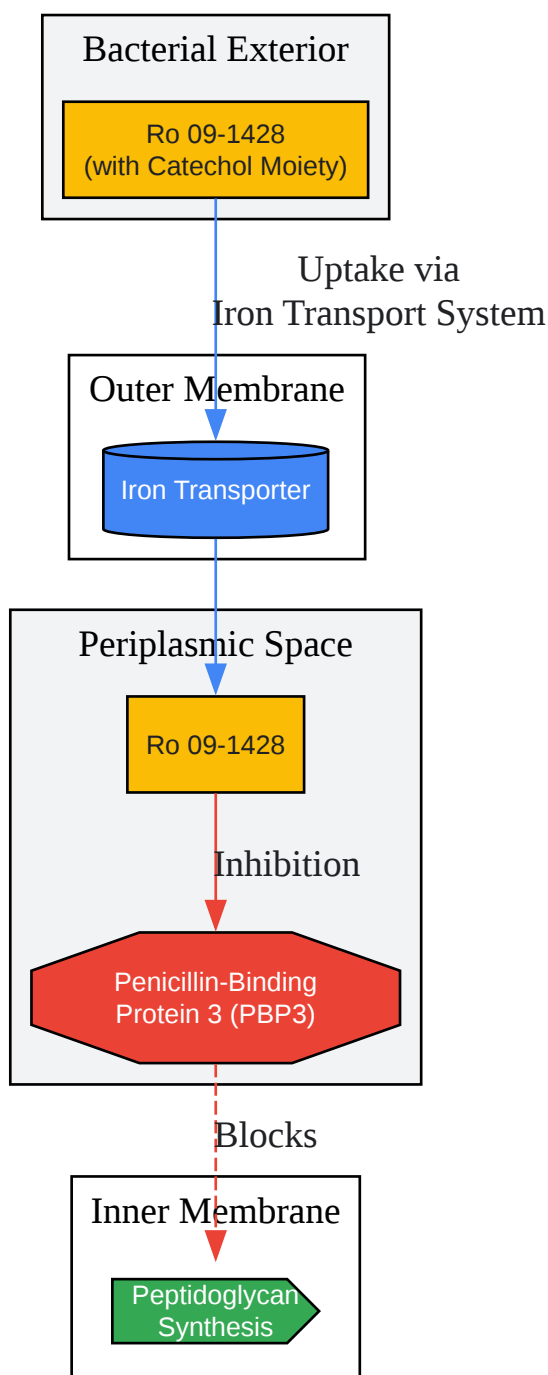 Bacterial Exterior
Ro 09-1428
(with Catechol Moiety)
Uptake via
Iron Transport System
Outer Membrane
Iron Transporter
Periplasmic Space
Ro 09-1428
Inhibition
Penicillin-Binding
Protein 3 (PBP3)
Blocks
Inner Membrane
Peptidoglycan
Synthesis